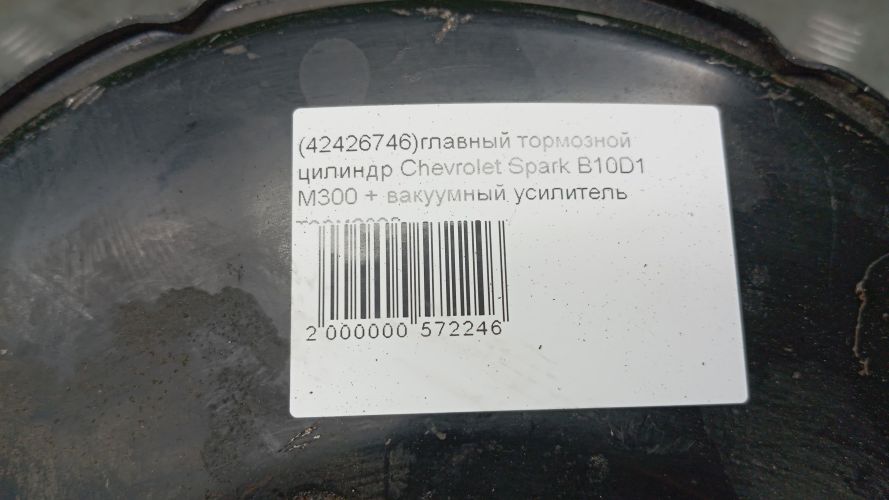 (42426746)главный тормозной
цилиндр Chevrolet Spark B10D1
M300 + вакуумный усилитель
2 000000 572246